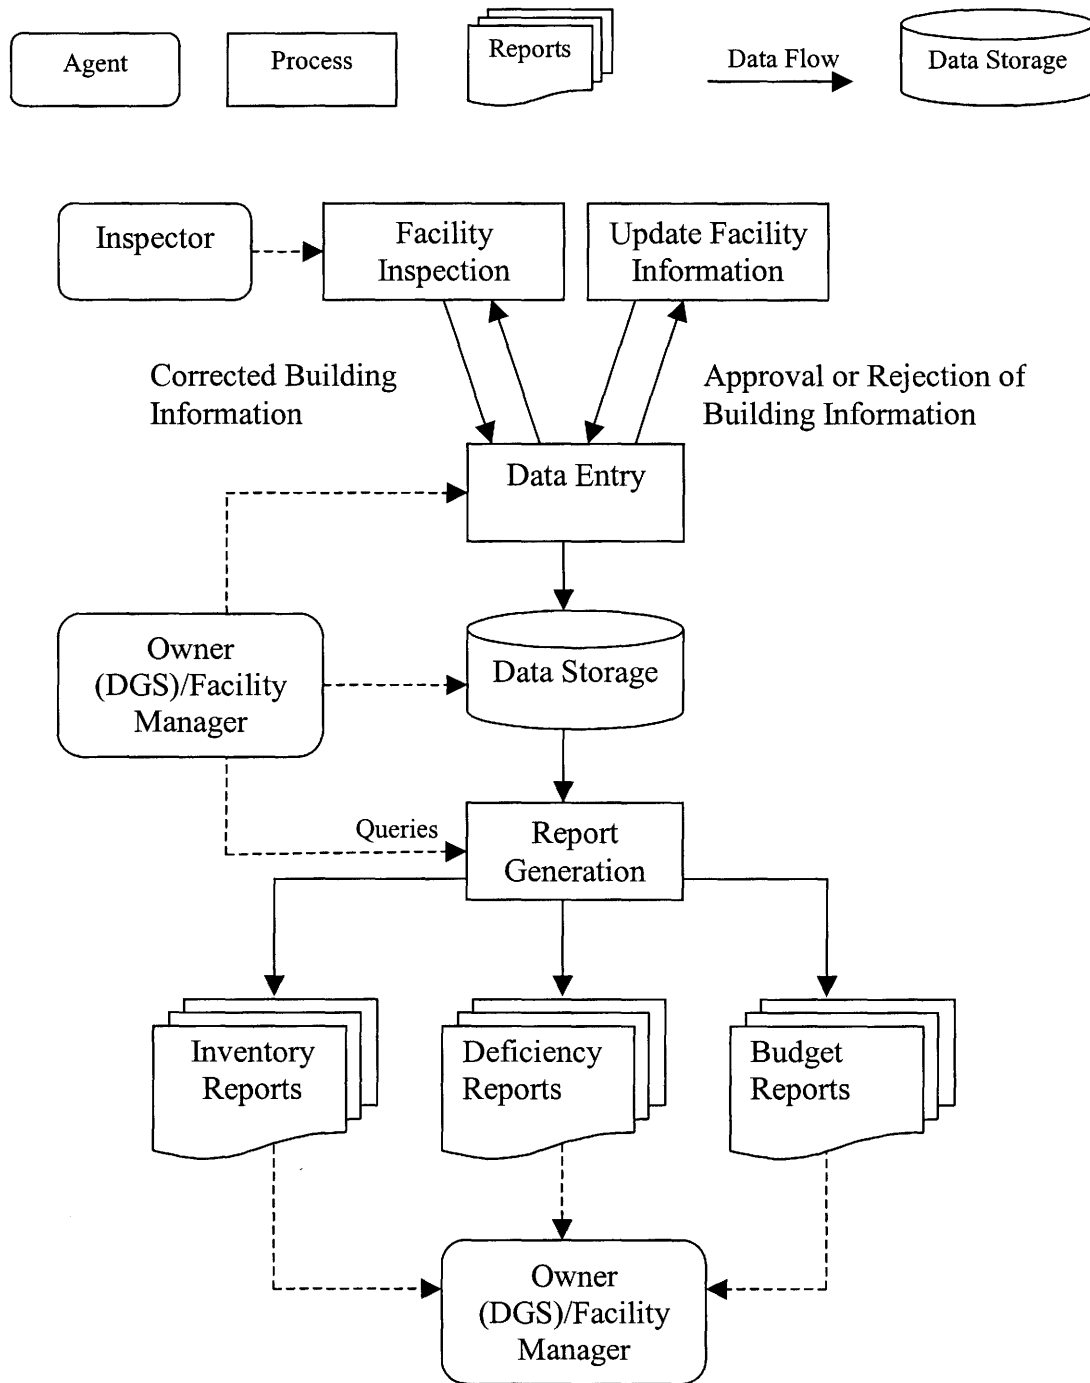 Agent
Process
Reports
Data Flow
Data Storage
Inspector
Facility
Inspection
Update Facility
Information
Corrected Building
Information
Approval or Rejection of
Building Information
Data Entry
Owner
(DGS)/Facility
Manager
Data Storage
Queries
Report
Generation
Inventory
Reports
Deficiency
Reports
Budget
Reports
Owner
(DGS)/Facility
Manager